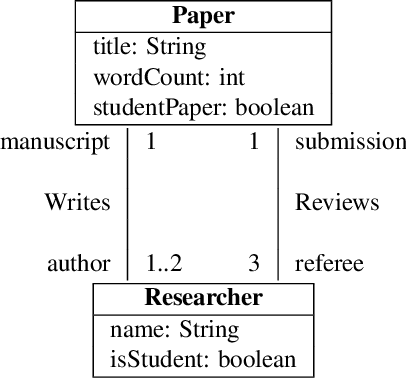 Paper
title: String
wordCount: int
studentPaper: boolean
manuscript 1 1 submission
Writes Reviews
author 1..2 3 referee
Researcher
name: String
isStudent: boolean